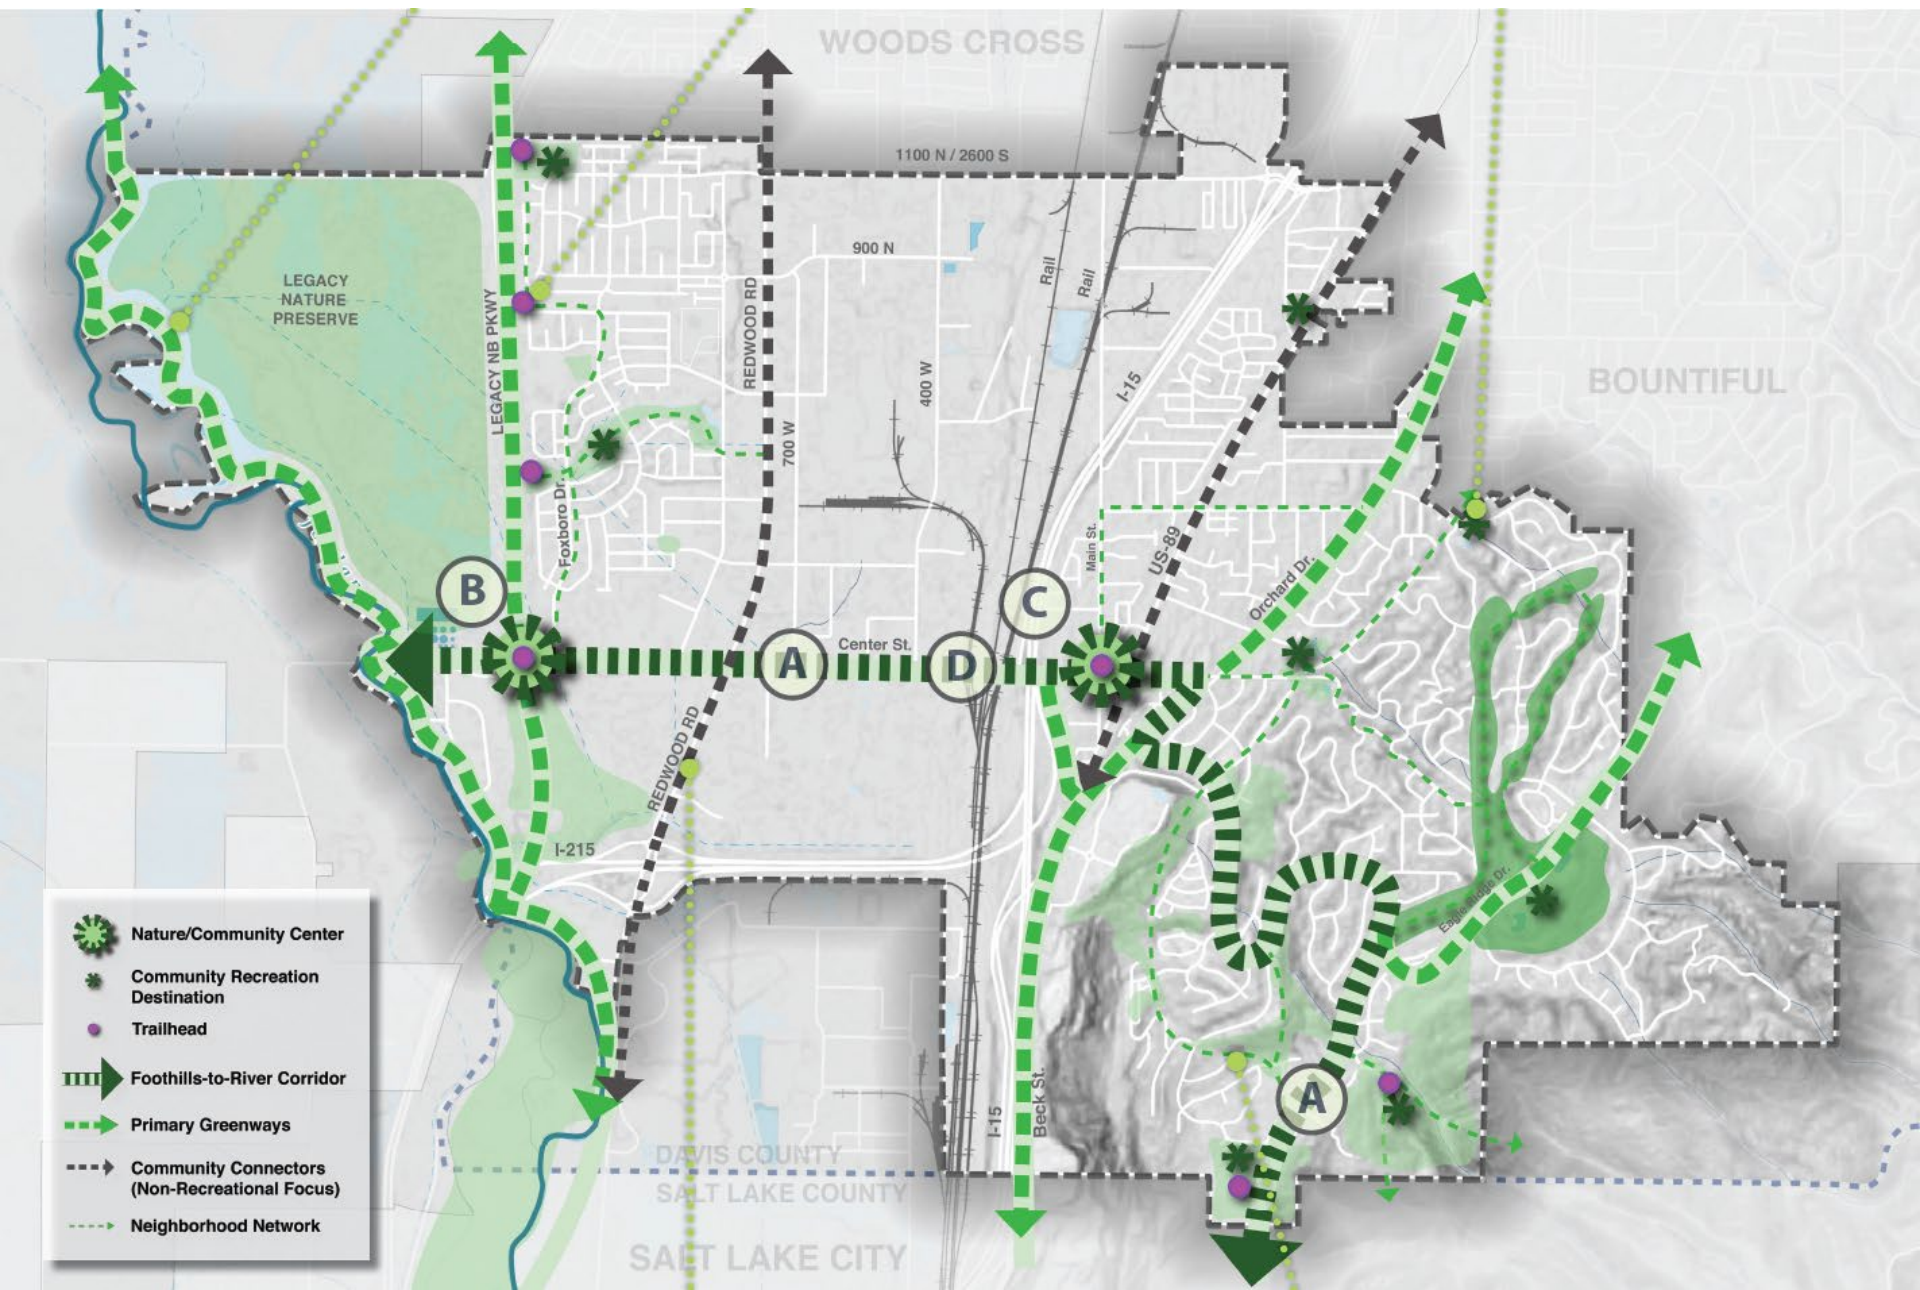 WOODS CROSS
1100 N / 2600 S
900 N
LEGACY
NATURE
PRESERVE
LEGACY NB PKWY
REDWOOD RD
Rail
Rail
I-15
400 W
700 W
BOUNTIFUL
Foxboro Dr.
Main St.
US-89
Orchard Dr.
B
C
A
Center St.
D
REDWOOD RD
I-215
Eagle Ridge Dr.
Nature/Community Center
Community Recreation
Destination
Trailhead
Foothills-to-River Corridor
Primary Greenways
Community Connectors
(Non-Recreational Focus)
Neighborhood Network
I-15
Beck St.
A
DAVIS COUNTY
SALT LAKE COUNTY
SALT LAKE CITY